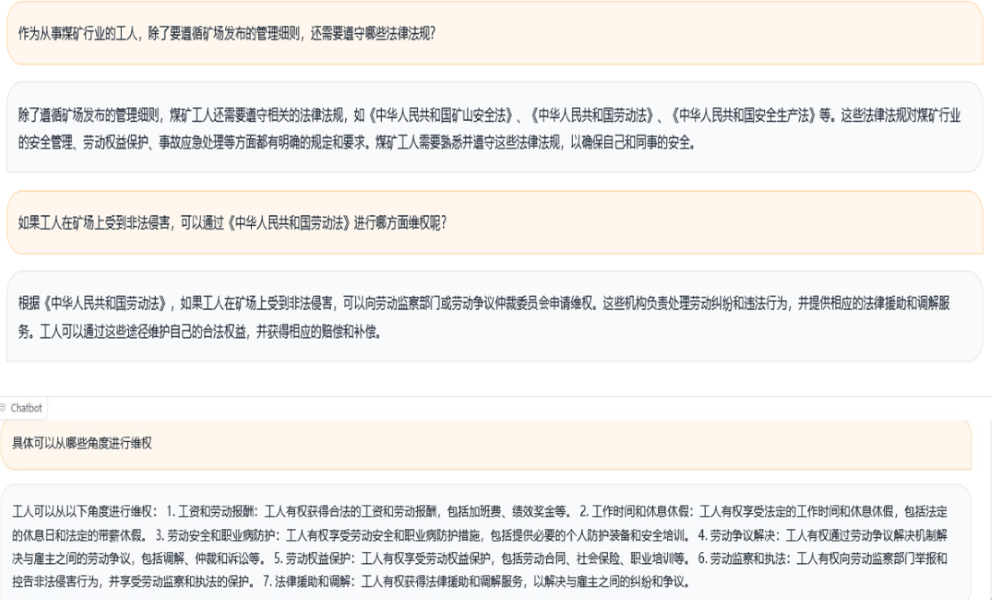 作为从事煤矿行业的工人，除了要遵循矿场发布的管理细则，还需要遵守哪些法律法规？
除了遵循矿场发布的管理细则，煤矿工人还需要遵守相关的法律法规，如《中华人民共和国矿山安全法》、《中华人民共和国劳动法》、《中华人民共和国安全生产法》等。这些法律法规对煤矿行业
的安全管理、劳动权益保护、事故应急处理等方面都有明确的规定和要求。煤矿工人需要熟悉并遵守这些法律法规，以确保自己和同事的安全。
如果工人在矿场上受到非法侵害，可以通过《中华人民共和国劳动法》进行哪方面维权呢？
根据《中华人民共和国劳动法》，如果工人在矿场上受到非法侵害，可以向劳动监察部门或劳动争议仲裁委员会申请维权。这些机构负责处理劳动纠纷和违法行为，并提供相应的法律援助和调解服
务。工人可以通过这些途径维护自己的合法权益，并获得相应的赔偿和补偿。
Chatbot
具体可以从哪些角度进行维权
工人可以从以下角度进行维权： 1. 工资和劳动报酬：工人有权获得合法的工资和劳动报酬，包括加班费、绩效奖金等。 2. 工作时间和休息休假：工人有权享受法定的工作时间和休息休假，包括法定
的休息日和法定的带薪休假。 3. 劳动安全和职业病防护：工人有权享受劳动安全和职业病防护措施，包括提供必要的个人防护装备和安全培训。 4. 劳动争议解决：工人有权通过劳动争议解决机制解
决与雇主之间的劳动争议，包括调解、仲裁和诉讼等。 5. 劳动权益保护：工人有权享受劳动权益保护，包括劳动合同、社会保险、职业培训等。 6. 劳动监察和执法：工人有权向劳动监察部门举报和
控告非法侵害行为，并享受劳动监察和执法的保护。 7. 法律援助和调解：工人有权获得法律援助和调解服务，以解决与雇主之间的纠纷和争议。